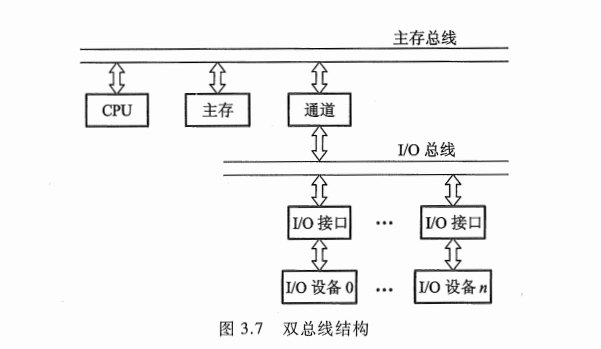 主存总线
CPU 主存 通道
I/O 总线
I/O 接口 … I/O 接口
I/O 设备 0 … I/O 设备 n
图 3.7 双总线结构